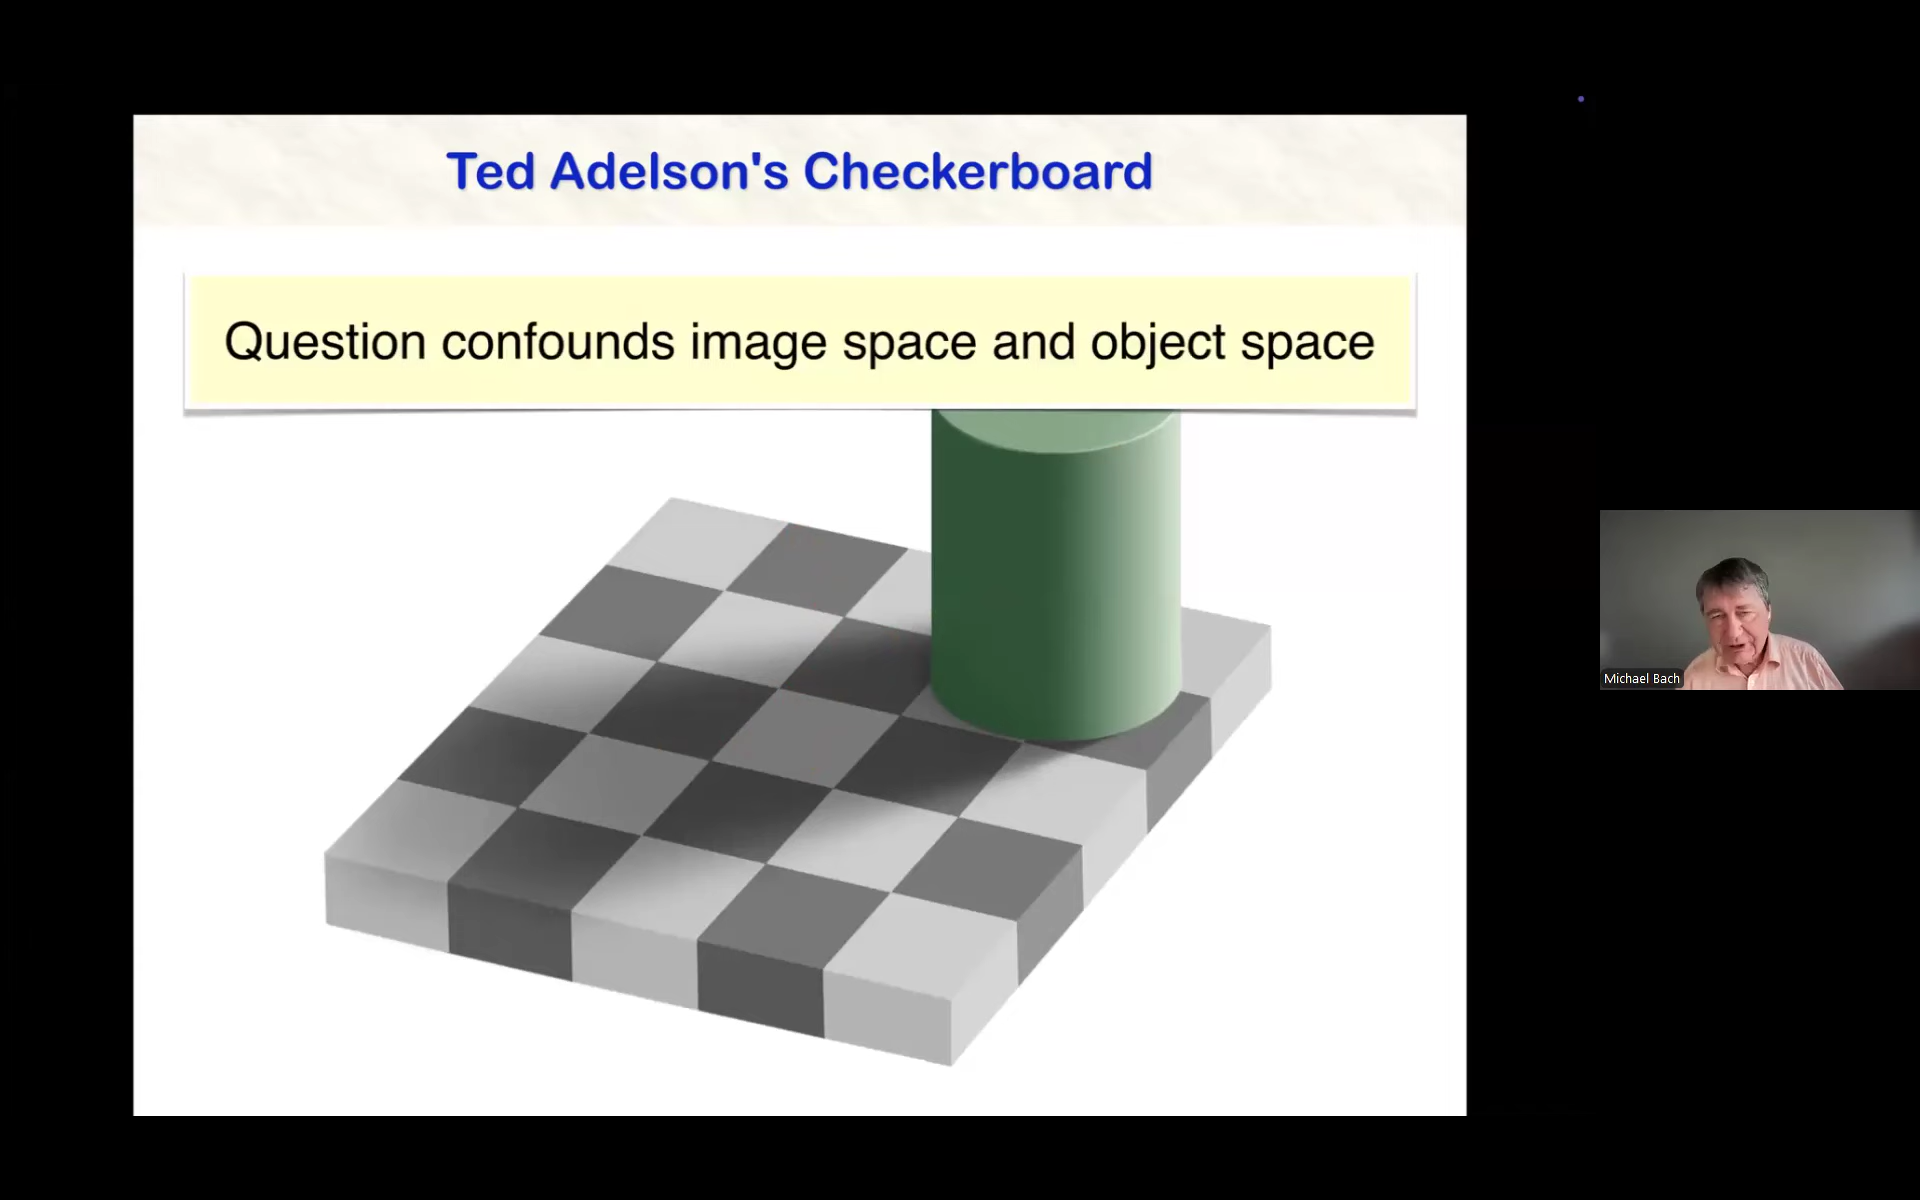 Ted Adelson's Checkerboard
Question confounds image space and object space
Michael Bach